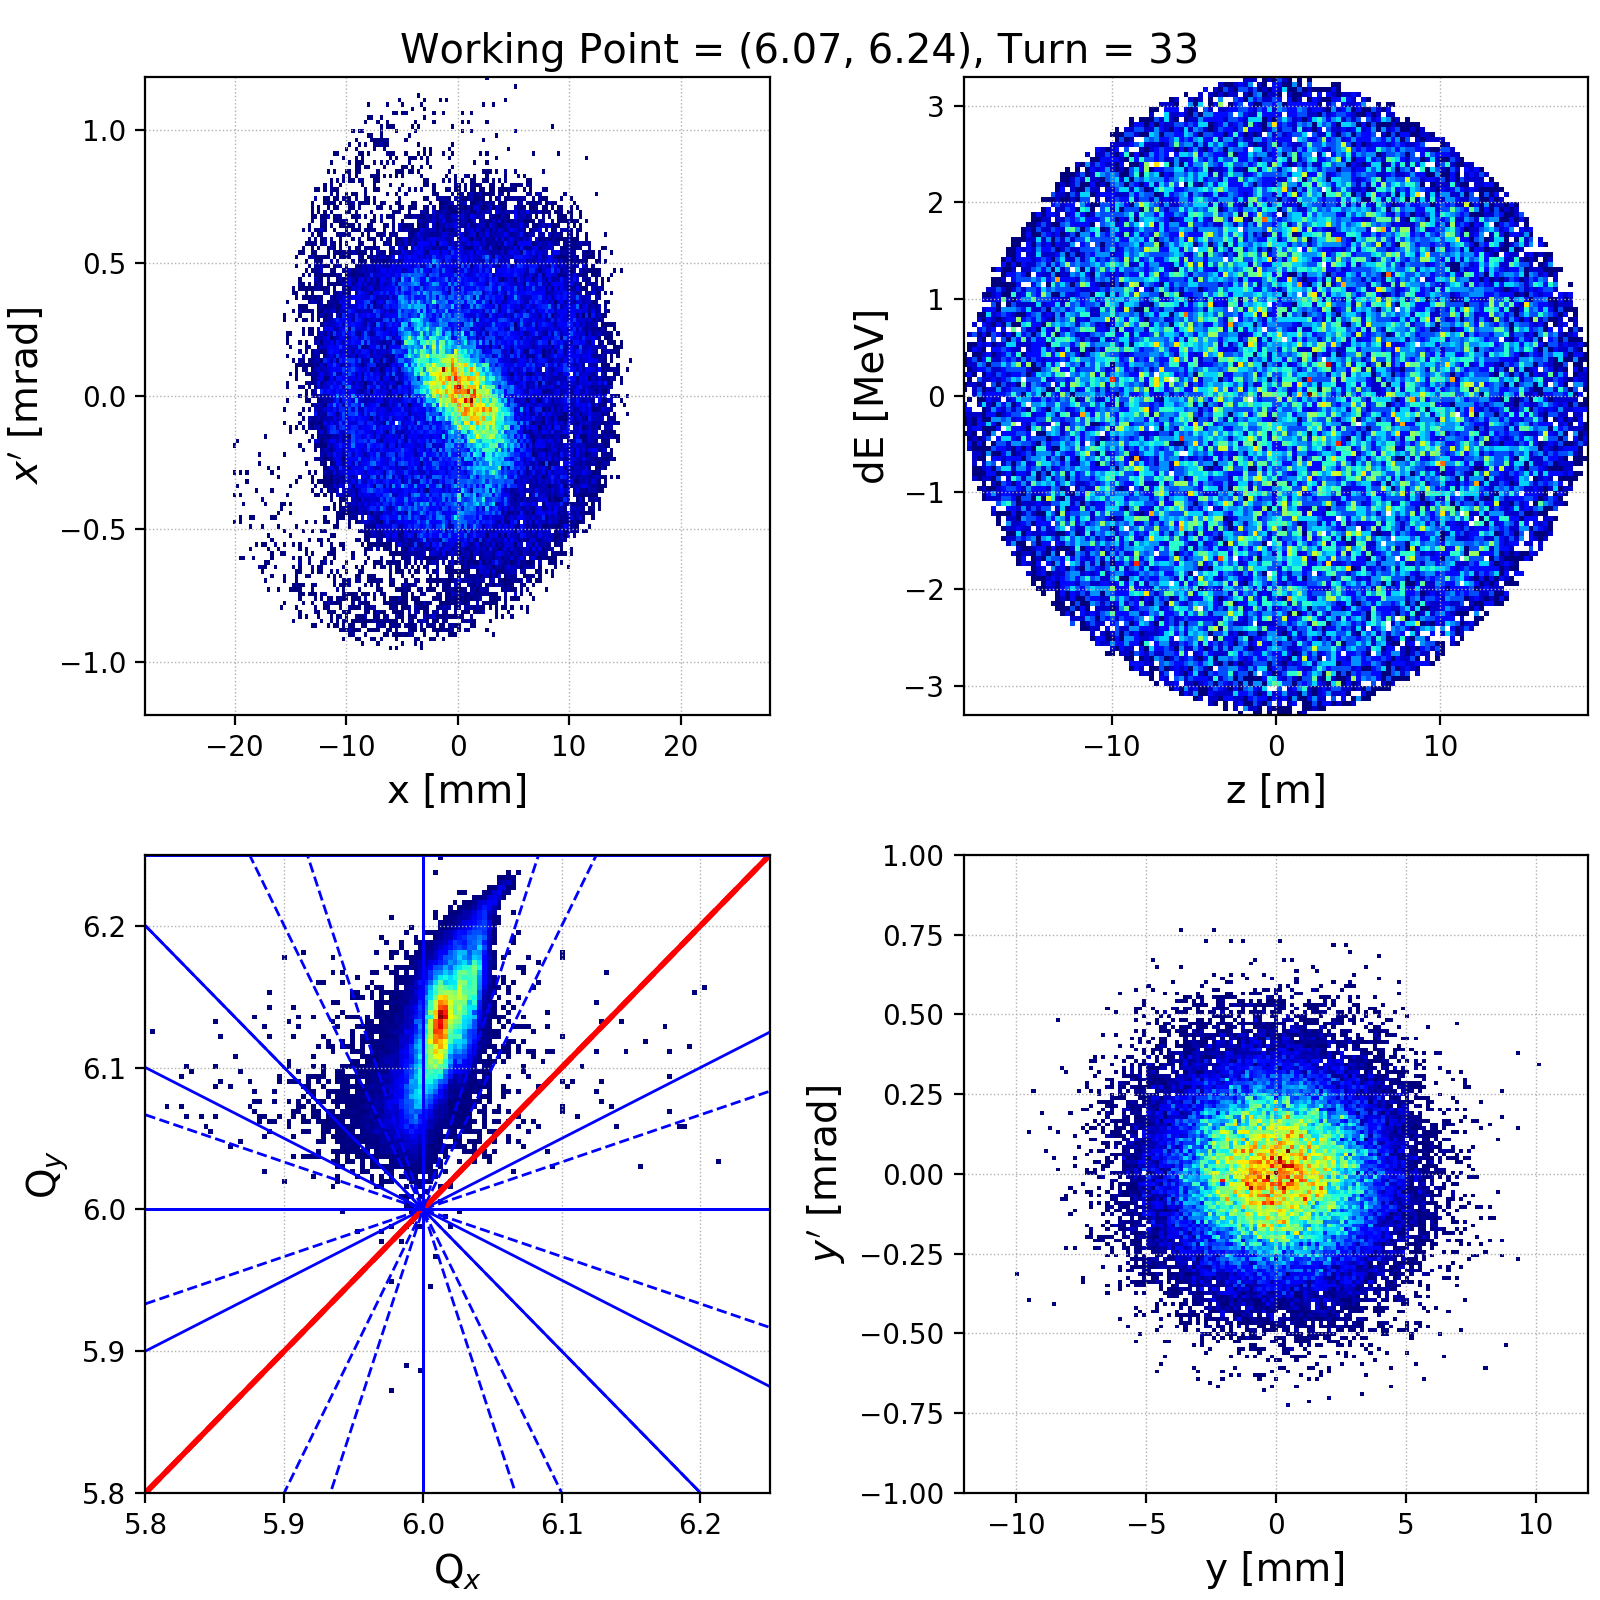 Working Point = (6.07, 6.24), Turn = 33
1.0
0.5
0.0
−0.5
−1.0
x′ [mrad]
−20 −10 0 10 20
x [mm]
3
2
1
0
−1
−2
−3
dE [MeV]
−10 0 10
z [m]
6.2
6.1
6.0
5.9
5.8
Qy
5.8 5.9 6.0 6.1 6.2
Qx
1.00
0.75
0.50
0.25
0.00
−0.25
−0.50
−0.75
−1.00
y′ [mrad]
−10 −5 0 5 10
y [mm]